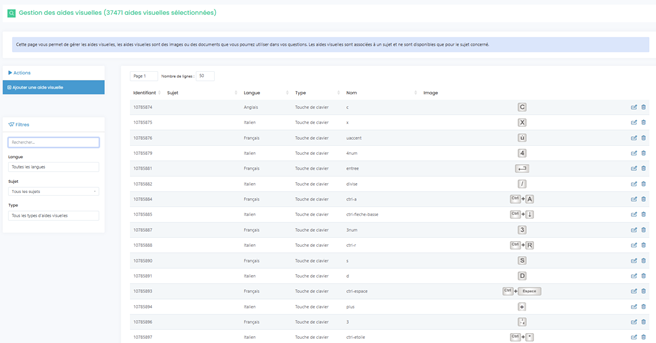 Gestion des aides visuelles (37471 aides visuelles sélectionnées)
Cette page vous permet de gérer les aides visuelles, les aides visuelles sont des images ou des documents que vous pourrez utiliser dans vos questions. Les aides visuelles sont associées à un sujet et ne sont disponibles que pour le sujet concerné.
Actions
Ajouter une aide visuelle
Filtres
Rechercher...
Langue
Toutes les langues
Sujet
Tous les sujets
Type
Tous les types d'aides visuelles
Page 1 Nombre de lignes : 50
Identifiant Sujet Langue Type Nom Image
10785874 Anglais Touche de clavier c C
10785875 Italien Touche de clavier x X
10785876 Français Touche de clavier uaccent u
10785879 Italien Touche de clavier 4num 4
10785881 Français Touche de clavier entree
10785882 Italien Touche de clavier divise /
10785884 Français Touche de clavier ctrl-a Ctrl + A
10785885 Italien Touche de clavier ctrl-fleche-basse Ctrl + ↓
10785887 Français Touche de clavier 3num 3
10785888 Italien Touche de clavier ctrl-r Ctrl + R
10785890 Français Touche de clavier s S
10785891 Italien Touche de clavier d D
10785893 Français Touche de clavier ctrl-espace Ctrl + Espace
10785894 Italien Touche de clavier plus +
10785896 Français Touche de clavier
10785897 Italien Touche de clavier ctrl-etoile Ctrl +